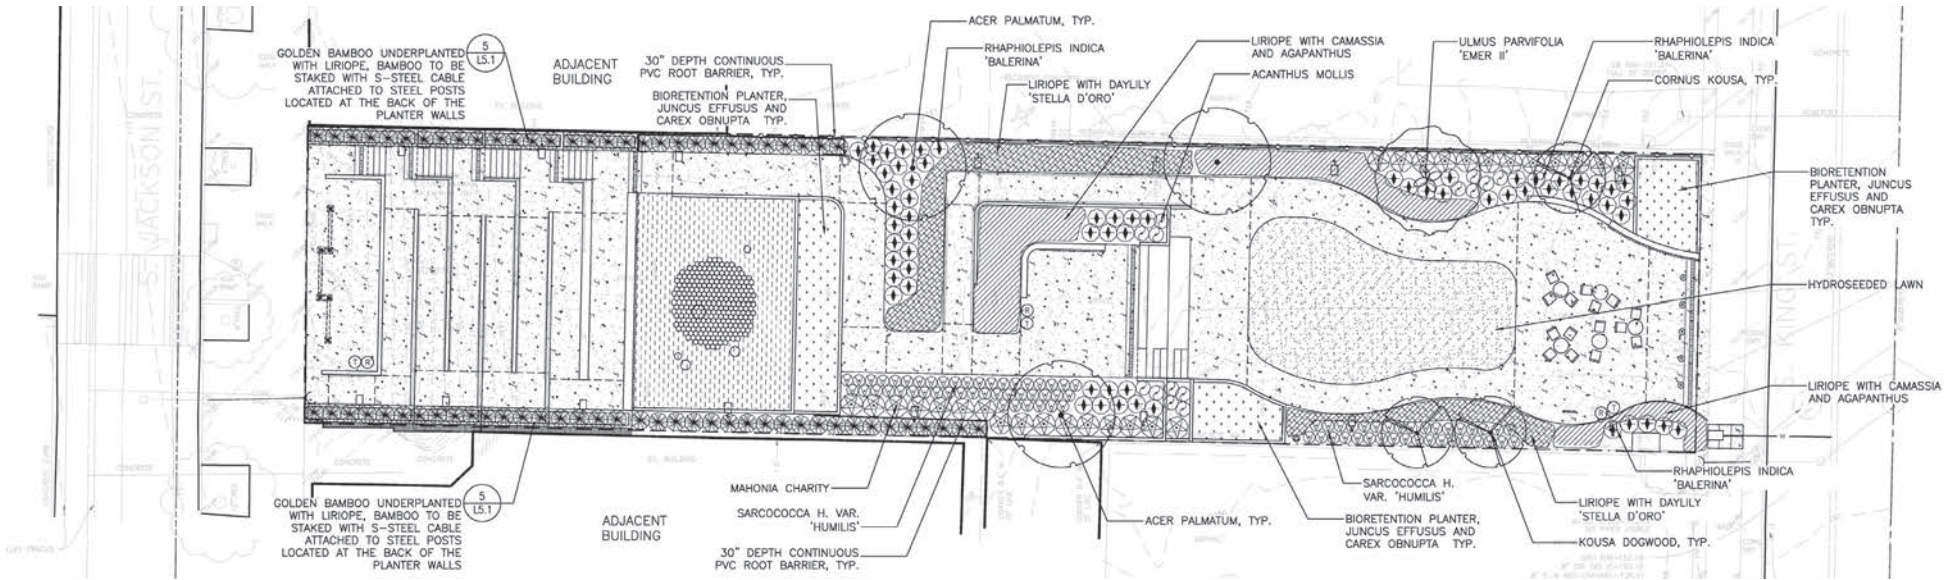 GOLDEN BAMBOO UNDERPLANTED
WITH LIRIOPE, BAMBOO TO BE
STAKED WITH S-STEEL CABLE
ATTACHED TO STEEL POSTS
LOCATED AT THE BACK OF THE
PLANTER WALLS
5
L5.1
ADJACENT
BUILDING
30" DEPTH CONTINUOUS
PVC ROOT BARRIER, TYP.
BIORETENTION PLANTER,
JUNCUS EFFUSUS AND
CAREX OBNUPTA TYP.
ACER PALMATUM, TYP.
RHAPHIOLEPIS INDICA
'BALERINA'
LIRIOPE WITH DAYLILY
'STELLA D'ORO'
LIRIOPE WITH CAMASSIA
AND AGAPANTHUS
ACANTHUS MOLLIS
ULMUS PARVIFOLIA
'EMER II'
RHAPHIOLEPIS INDICA
'BALERINA'
CORNUS KOUSA, TYP.
BIORETENTION
PLANTER, JUNCUS
EFFUSUS AND
CAREX OBNUPTA
TYP.
HYDROSEEDED LAWN
LIRIOPE WITH CAMASSIA
AND AGAPANTHUS
S. JACKSON ST.
KING ST.
T R
R
T
R T
GOLDEN BAMBOO UNDERPLANTED
WITH LIRIOPE, BAMBOO TO BE
STAKED WITH S-STEEL CABLE
ATTACHED TO STEEL POSTS
LOCATED AT THE BACK OF THE
PLANTER WALLS
5
L5.1
ADJACENT
BUILDING
MAHONIA CHARITY
SARCOCOCCA H. VAR.
'HUMILIS'
30" DEPTH CONTINUOUS
PVC ROOT BARRIER, TYP.
ACER PALMATUM, TYP.
SARCOCOCCA H.
VAR. 'HUMILIS'
BIORETENTION PLANTER,
JUNCUS EFFUSUS AND
CAREX OBNUPTA TYP.
RHAPHIOLEPIS INDICA
'BALERINA'
LIRIOPE WITH DAYLILY
'STELLA D'ORO'
KOUSA DOGWOOD, TYP.
CONCRETE
CONCRETE
CONCRETE